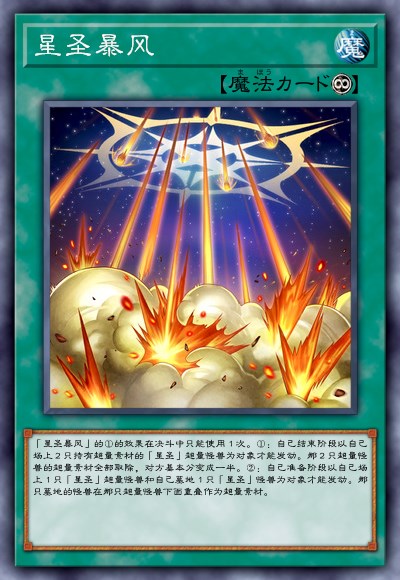 星圣暴风
魔
【魔法カード】
ま ほう
「星圣暴风」的①的效果在决斗中只能使用1次。①：自己结束阶段以自己
场上2只持有超量素材的「星圣」超量怪兽为对象才能发动。那2只超量怪
兽的超量素材全部取除，对方基本分变成一半。②：自己准备阶段以自己场
上1只「星圣」超量怪兽和自己墓地1只「星圣」怪兽为对象才能发动。那
只墓地的怪兽在那只超量怪兽下面重叠作为超量素材。